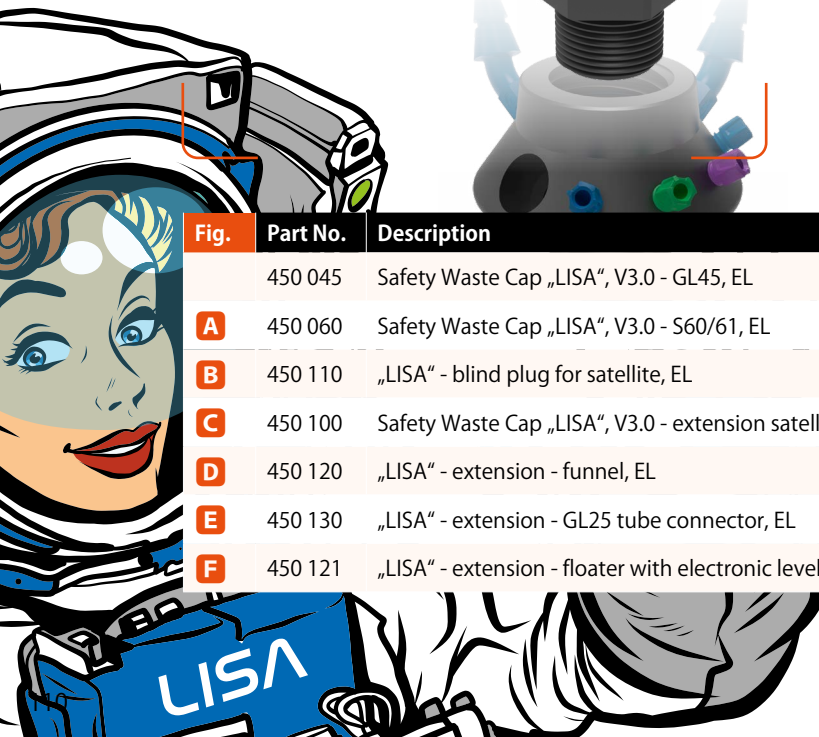 Fig. Part No. Description
450 045 Safety Waste Cap „LISA“, V3.0 - GL45, EL
A 450 060 Safety Waste Cap „LISA“, V3.0 - S60/61, EL
B 450 110 „LISA“ - blind plug for satellite, EL
C 450 100 Safety Waste Cap „LISA“, V3.0 - extension satell
D 450 120 „LISA“ - extension - funnel, EL
E 450 130 „LISA“ - extension - GL25 tube connector, EL
F 450 121 „LISA“ - extension - floater with electronic level
LISA